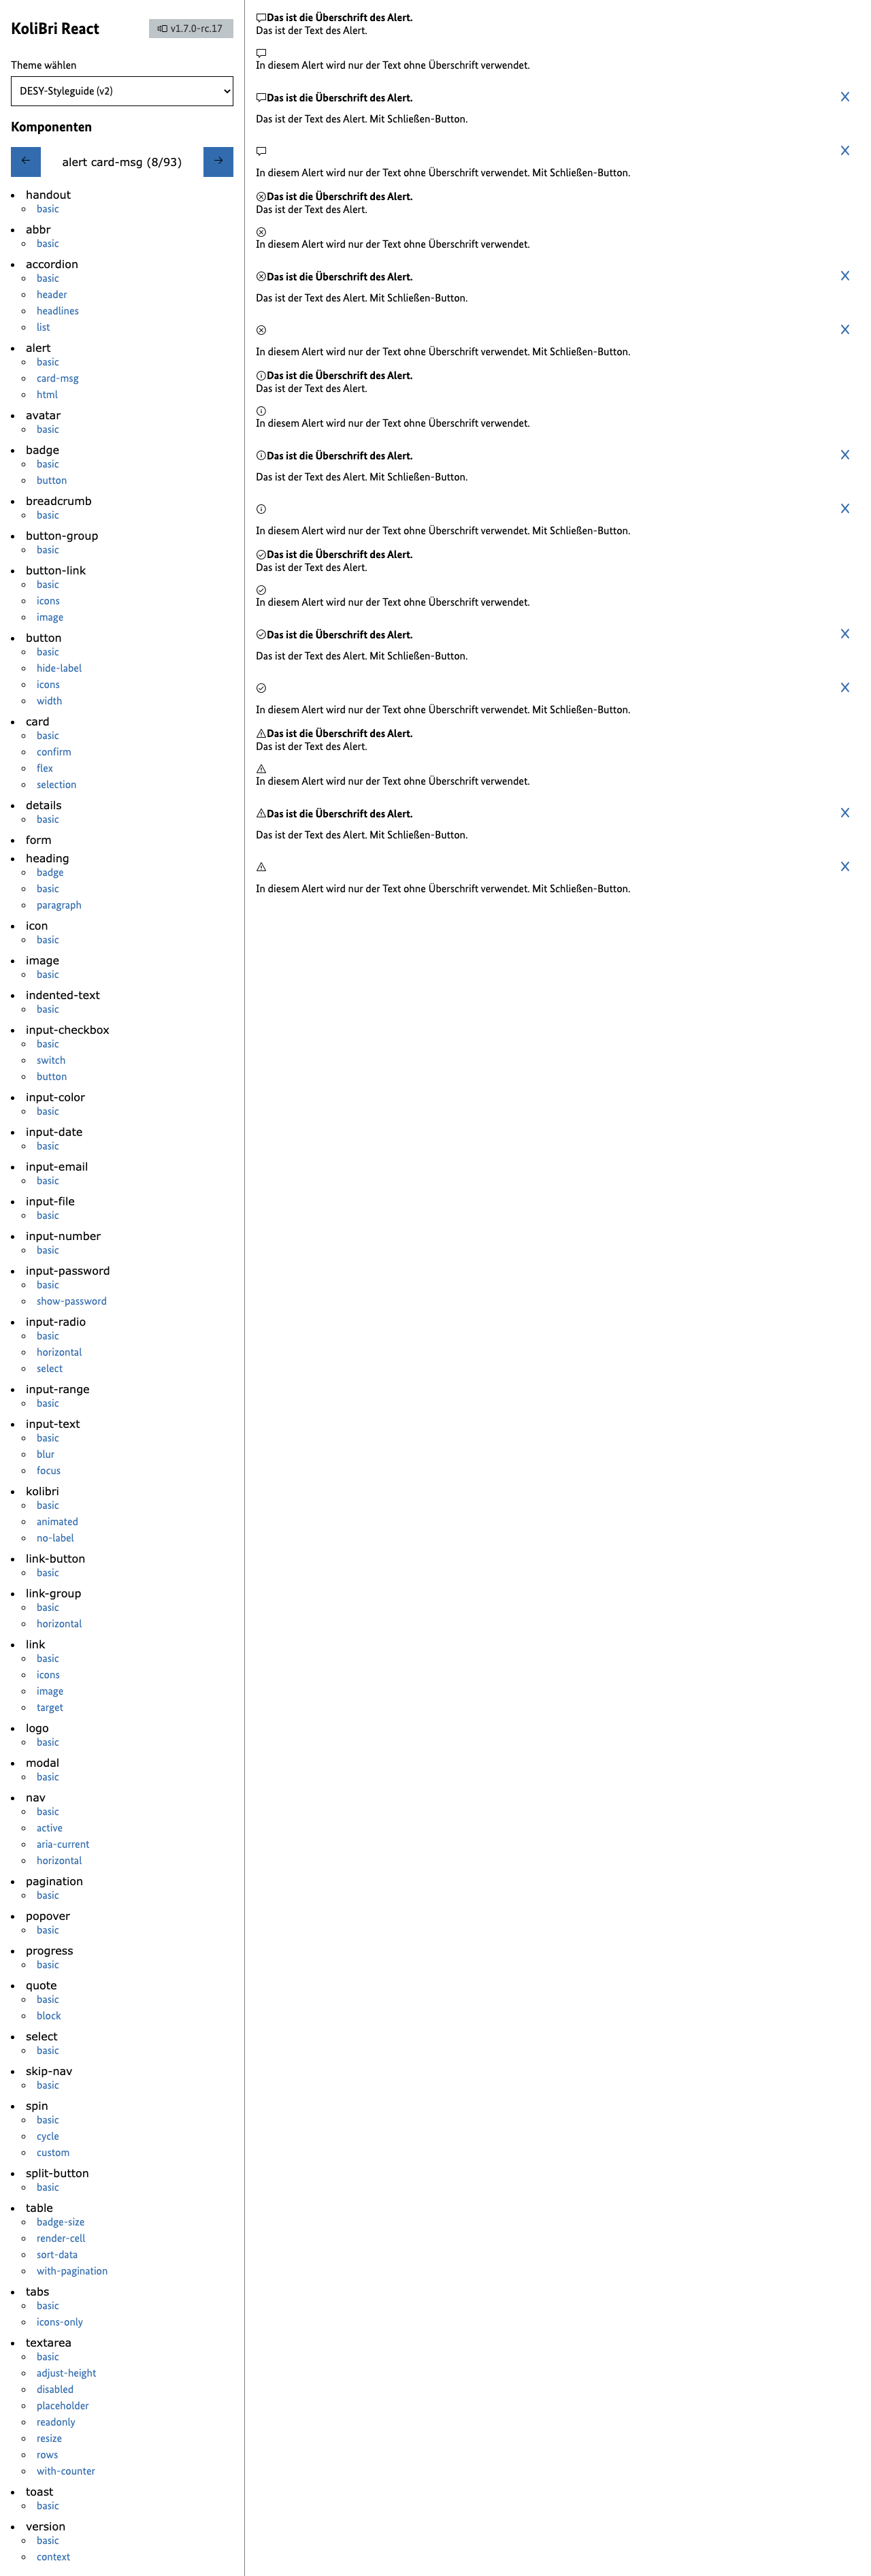 KoliBri React
v1.7.0-rc.17
Theme wählen
DESY-Styleguide (v2)
Komponenten
alert card-msg (8/93)
handout
basic
abbr
basic
accordion
basic
header
headlines
list
alert
basic
card-msg
html
avatar
basic
badge
basic
button
breadcrumb
basic
button-group
basic
button-link
basic
icons
image
button
basic
hide-label
icons
width
card
basic
confirm
flex
selection
details
basic
form
heading
badge
basic
paragraph
icon
basic
image
basic
indented-text
basic
input-checkbox
basic
switch
button
input-color
basic
input-date
basic
input-email
basic
input-file
basic
input-number
basic
input-password
basic
show-password
input-radio
basic
horizontal
select
input-range
basic
input-text
basic
blur
focus
kolibri
basic
animated
no-label
link-button
basic
link-group
basic
horizontal
link
basic
icons
image
target
logo
basic
modal
basic
nav
basic
active
aria-current
horizontal
pagination
basic
popover
basic
progress
basic
quote
basic
block
select
basic
skip-nav
basic
spin
basic
cycle
custom
split-button
basic
table
badge-size
render-cell
sort-data
with-pagination
tabs
basic
icons-only
textarea
basic
adjust-height
disabled
placeholder
readonly
resize
rows
with-counter
toast
basic
version
basic
context
Das ist die Überschrift des Alert.
Das ist der Text des Alert.
In diesem Alert wird nur der Text ohne Überschrift verwendet.
Das ist die Überschrift des Alert.
Das ist der Text des Alert. Mit Schließen-Button.
In diesem Alert wird nur der Text ohne Überschrift verwendet. Mit Schließen-Button.
Das ist die Überschrift des Alert.
Das ist der Text des Alert.
In diesem Alert wird nur der Text ohne Überschrift verwendet.
Das ist die Überschrift des Alert.
Das ist der Text des Alert. Mit Schließen-Button.
In diesem Alert wird nur der Text ohne Überschrift verwendet. Mit Schließen-Button.
Das ist die Überschrift des Alert.
Das ist der Text des Alert.
In diesem Alert wird nur der Text ohne Überschrift verwendet.
Das ist die Überschrift des Alert.
Das ist der Text des Alert. Mit Schließen-Button.
In diesem Alert wird nur der Text ohne Überschrift verwendet. Mit Schließen-Button.
Das ist die Überschrift des Alert.
Das ist der Text des Alert.
In diesem Alert wird nur der Text ohne Überschrift verwendet.
Das ist die Überschrift des Alert.
Das ist der Text des Alert. Mit Schließen-Button.
In diesem Alert wird nur der Text ohne Überschrift verwendet. Mit Schließen-Button.
Das ist die Überschrift des Alert.
Das ist der Text des Alert.
In diesem Alert wird nur der Text ohne Überschrift verwendet.
Das ist die Überschrift des Alert.
Das ist der Text des Alert. Mit Schließen-Button.
In diesem Alert wird nur der Text ohne Überschrift verwendet. Mit Schließen-Button.